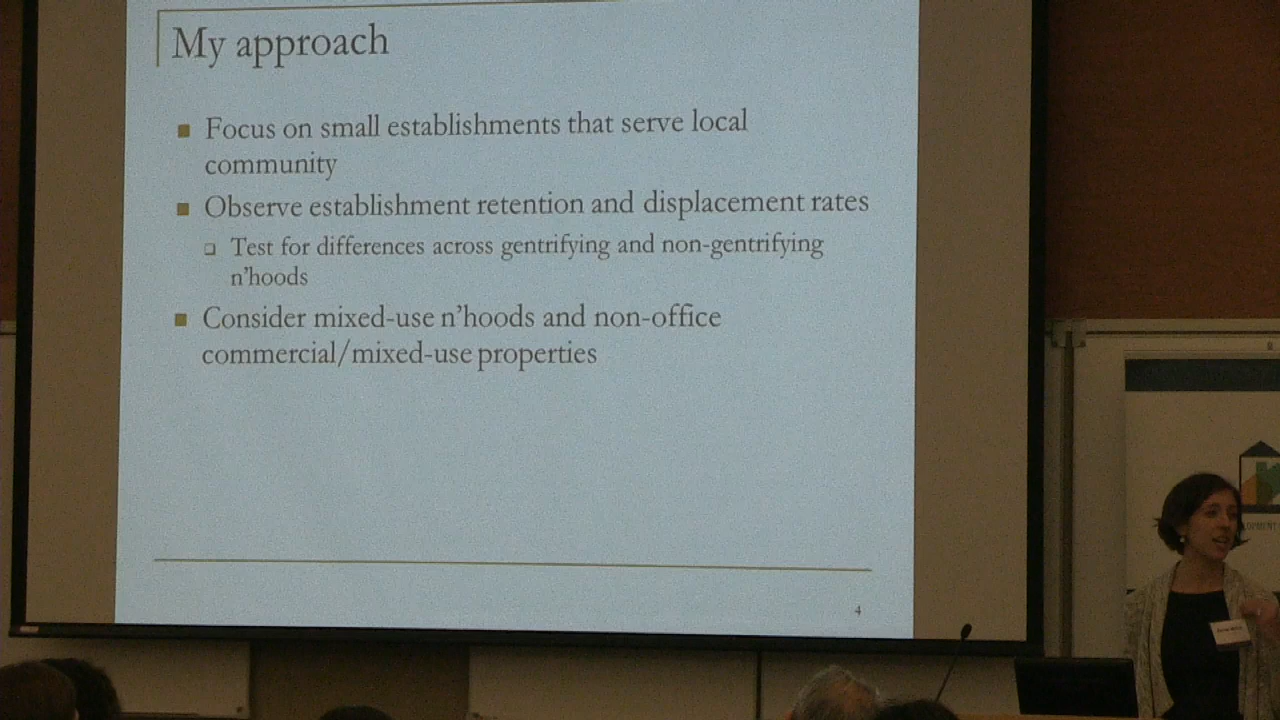 My approach
Focus on small establishments that serve local
community
Observe establishment retention and displacement rates
Test for differences across gentrifying and non-gentrifying
n'hoods
Consider mixed-use n'hoods and non-office
commercial/mixed-use properties
4